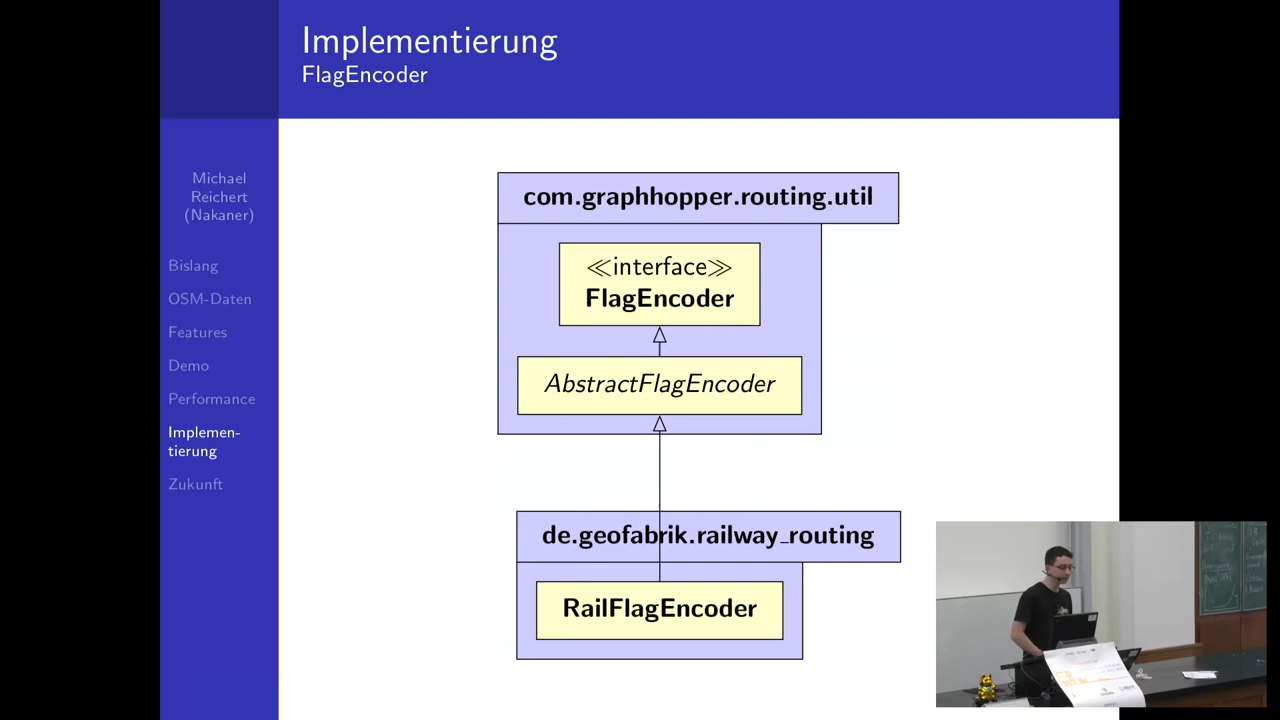 Implementierung
FlagEncoder
Michael
Reichert
(Nakaner)
Bislang
OSM-Daten
Features
Demo
Performance
Implemen-
tierung
Zukunft
com.graphhopper.routing.util
≪interface≫
FlagEncoder
AbstractFlagEncoder
de.geofabrik.railway_routing
RailFlagEncoder